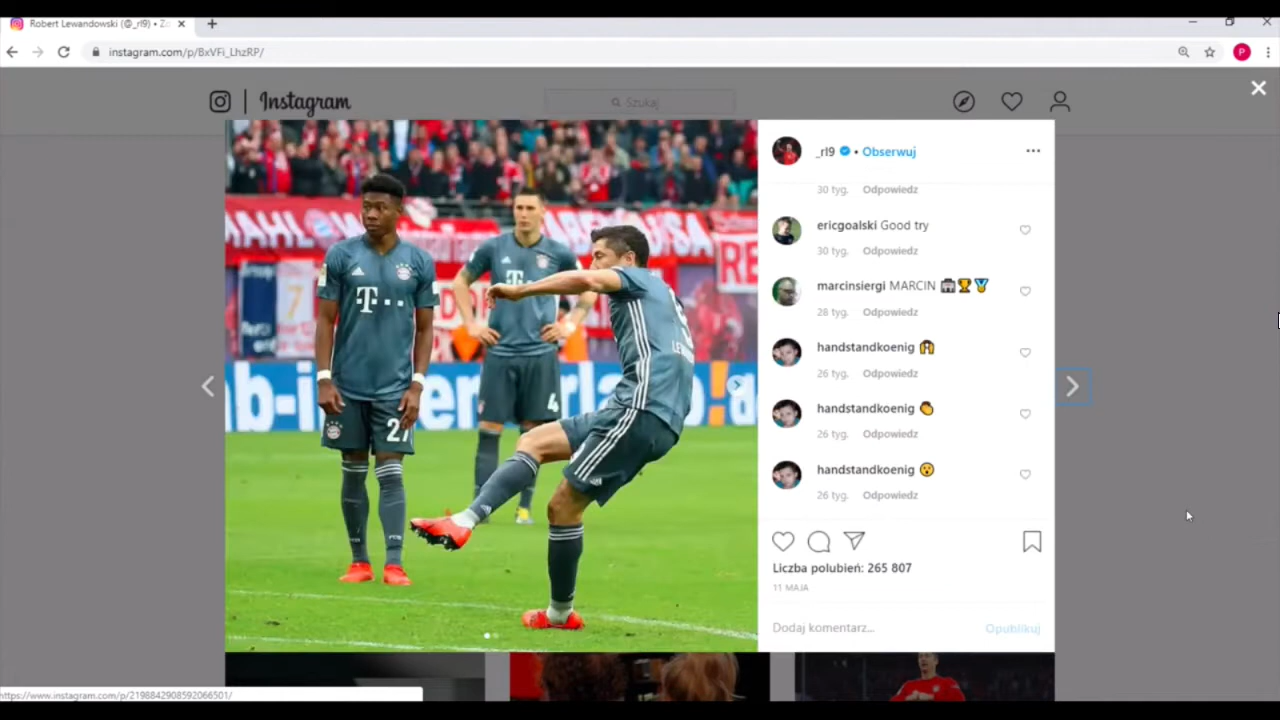 Robert Lewandowski (@_rl9) • Z
instagram.com/p/BxVFi_LhzRP/
P
Instagram
Szukaj
_rl9 • Obserwuj
30 tyg. Odpowiedz
ericgoalski Good try
30 tyg. Odpowiedz
marcinsiergi MARCIN 🏟🏆🏅
28 tyg. Odpowiedz
handstandkoenig 🙌
26 tyg. Odpowiedz
handstandkoenig 👏
26 tyg. Odpowiedz
handstandkoenig 😮
26 tyg. Odpowiedz
Liczba polubień: 265 807
11 MAJA
Dodaj komentarz... Opublikuj
T
T
4
27
https://www.instagram.com/p/2198842908592066501/